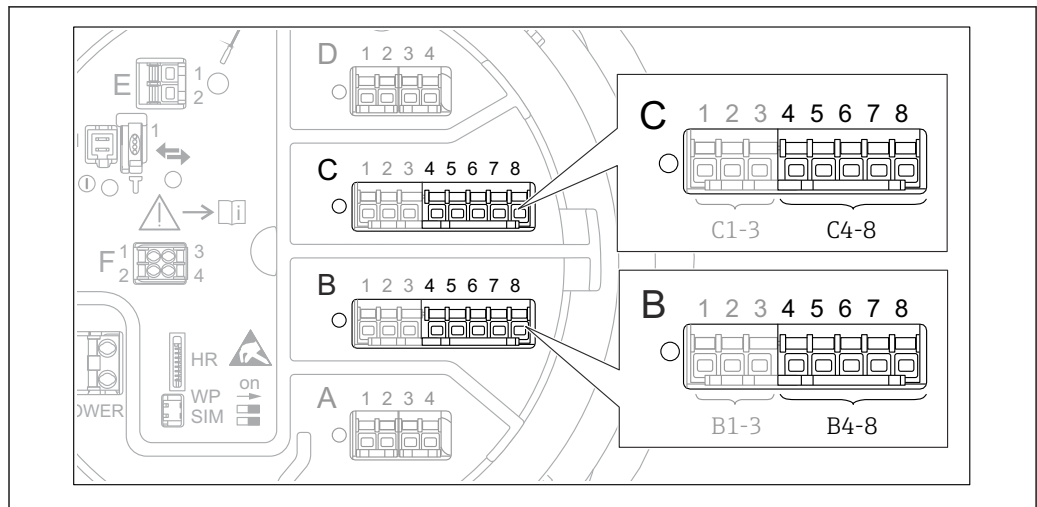 D 1 2 3 4
E 1
2
1
C 1 2 3 4 5 6 7 8
F 1 3
2 4
B 1 2 3 4 5 6 7 8
HR
WP on
SIM
OWER
A 1 2 3 4
C 1 2 3 4 5 6 7 8
C1-3 C4-8
B 1 2 3 4 5 6 7 8
B1-3 B4-8